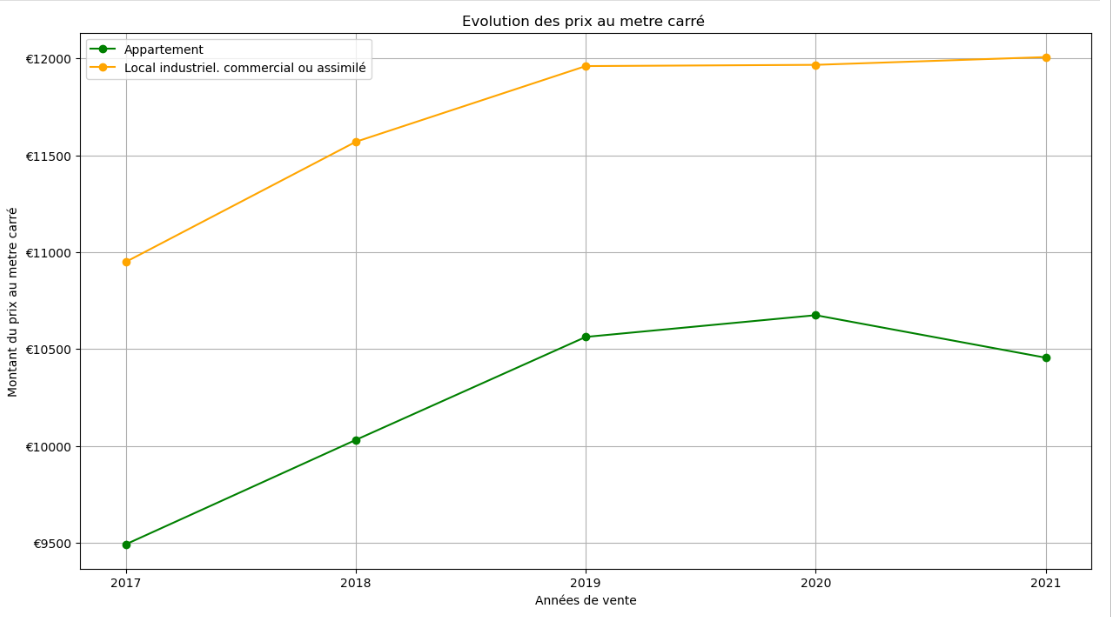 Evolution des prix au metre carré
Appartement
Local industriel. commercial ou assimilé
€12000
€11500
€11000
€10500
€10000
€9500
Montant du prix au metre carré
2017 2018 2019 2020 2021
Années de vente